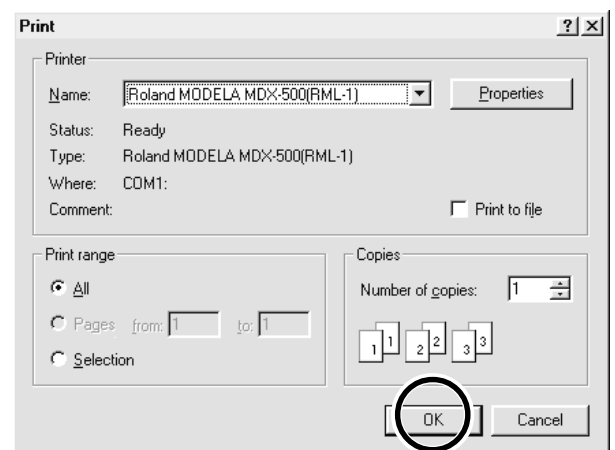 Print
Printer
Name: Roland MODELA MDX-500(RML-1) Properties
Status: Ready
Type: Roland MODELA MDX-500(RML-1)
Where: COM1:
Comment: Print to file
Print range Copies
All Number of copies: 1
Pages from: 1 to: 1
1 1 2 2 3 3
Selection
OK Cancel